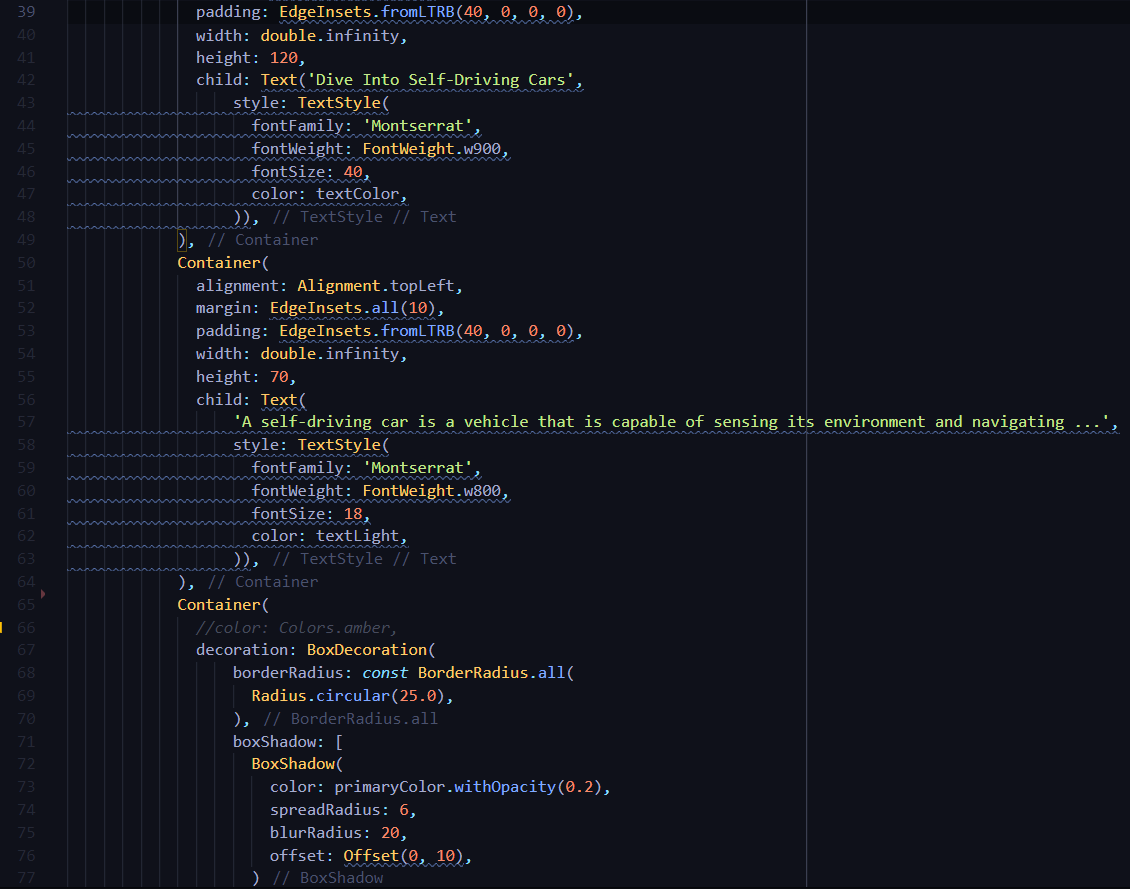 39 padding: EdgeInsets.fromLTRB(40, 0, 0, 0),
40 width: double.infinity,
41 height: 120,
42 child: Text('Dive Into Self-Driving Cars',
43 style: TextStyle(
44 fontFamily: 'Montserrat',
45 fontWeight: FontWeight.w900,
46 fontSize: 40,
47 color: textColor,
48 )), // TextStyle // Text
49 ), // Container
50 Container(
51 alignment: Alignment.topLeft,
52 margin: EdgeInsets.all(10),
53 padding: EdgeInsets.fromLTRB(40, 0, 0, 0),
54 width: double.infinity,
55 height: 70,
56 child: Text(
57 'A self-driving car is a vehicle that is capable of sensing its environment and navigating ...',
58 style: TextStyle(
59 fontFamily: 'Montserrat',
60 fontWeight: FontWeight.w800,
61 fontSize: 18,
62 color: textLight,
63 )), // TextStyle // Text
64 ), // Container
65 Container(
66 //color: Colors.amber,
67 decoration: BoxDecoration(
68 borderRadius: const BorderRadius.all(
69 Radius.circular(25.0),
70 ), // BorderRadius.all
71 boxShadow: [
72 BoxShadow(
73 color: primaryColor.withOpacity(0.2),
74 spreadRadius: 6,
75 blurRadius: 20,
76 offset: Offset(0, 10),
77 ) // BoxShadow